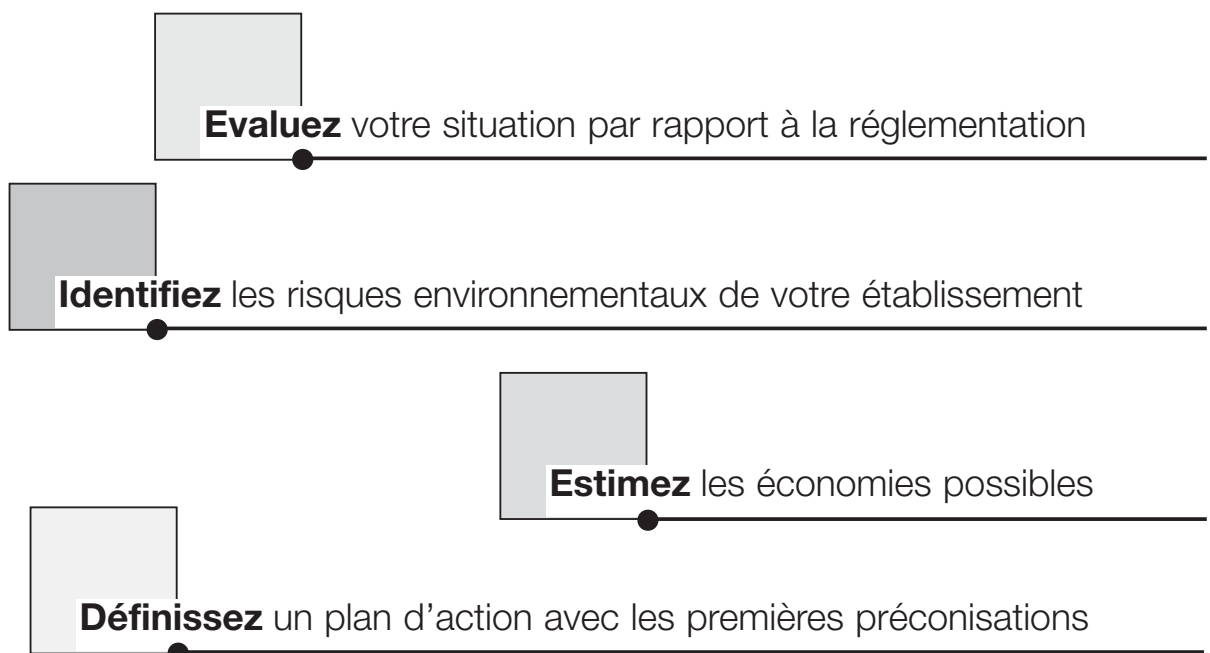 Evaluez votre situation par rapport à la réglementation
Identifiez les risques environnementaux de votre établissement
Estimez les économies possibles
Définissez un plan d’action avec les premières préconisations